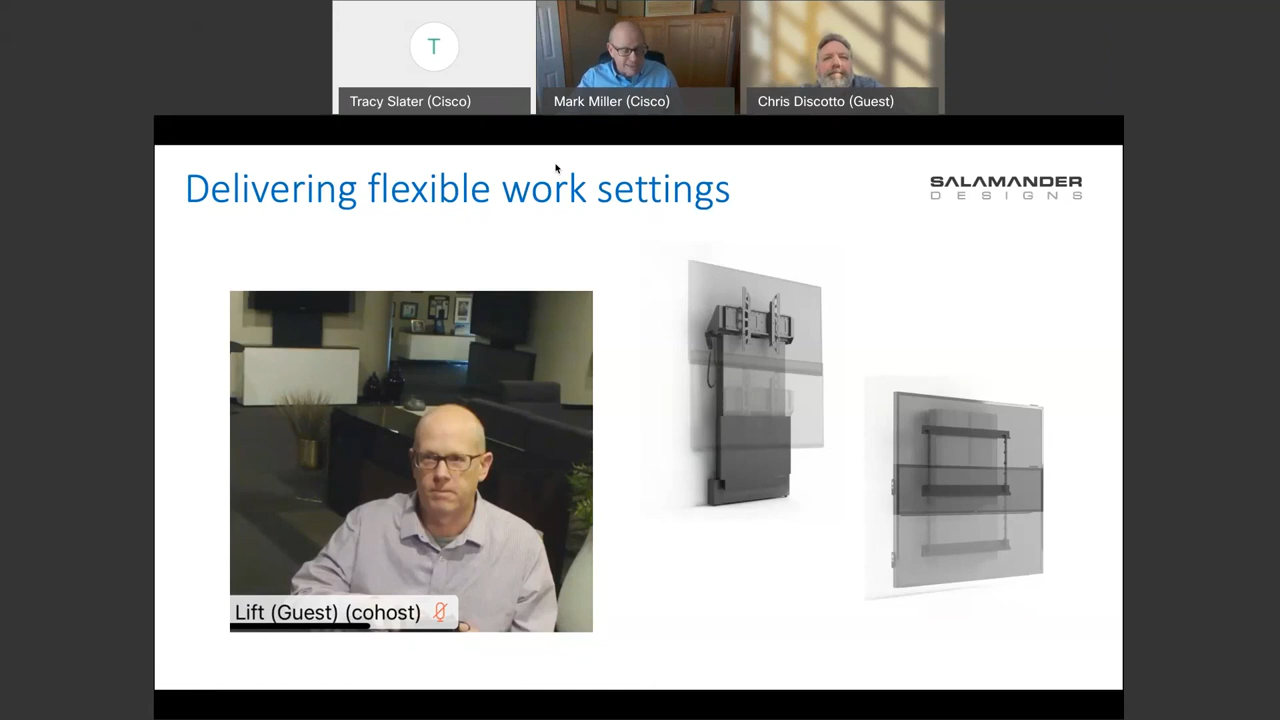 T
Tracy Slater (Cisco)
Mark Miller (Cisco)
Chris Discotto (Guest)
Delivering flexible work settings
SALAMANDER
DESIGNS
Lift (Guest) (cohost)